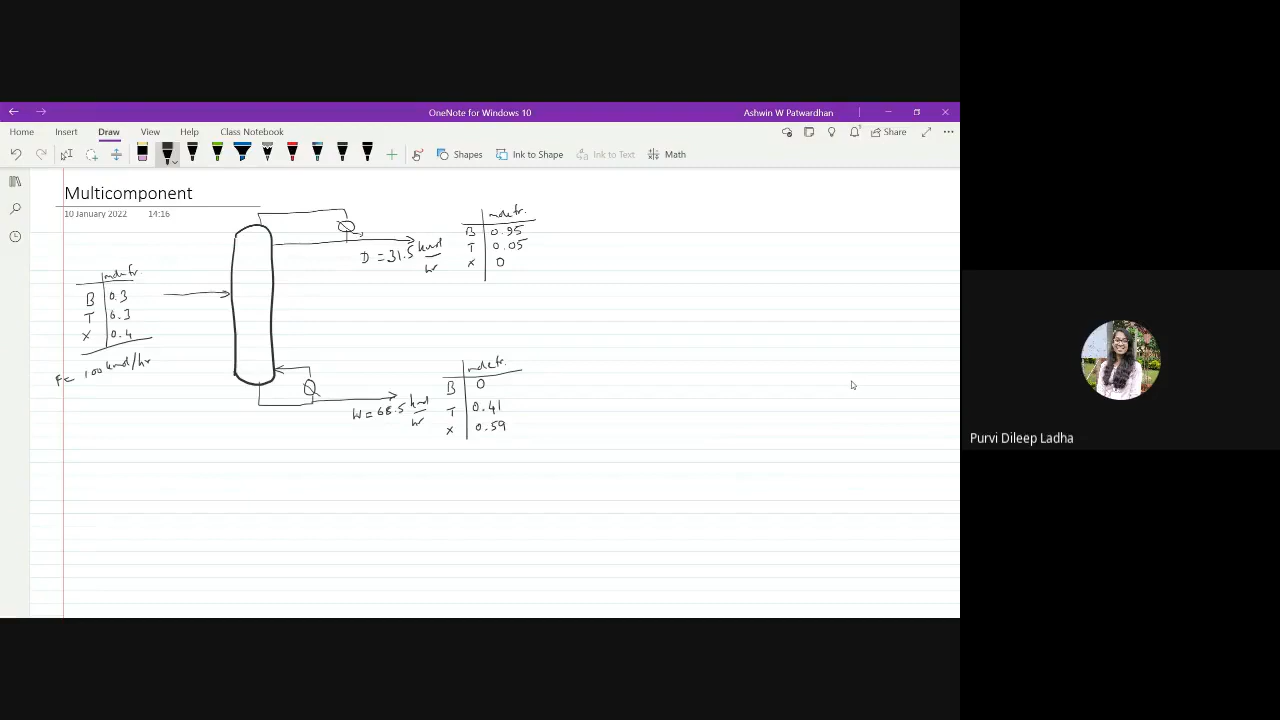 OneNote for Windows 10
Ashwin W Patwardhan
Home Insert Draw View Help Class Notebook
Share
Shapes Ink to Shape Ink to Text Math
Multicomponent
10 January 2022 14:16
mole fr.
B 0.3
T 0.3
X 0.4
F= 100 kmol/hr
D = 31.5 kmol/hr
mole fr.
B 0.95
T 0.05
X 0
W = 68.5 kmol/hr
mole fr.
B 0
T 0.41
X 0.59
Purvi Dileep Ladha